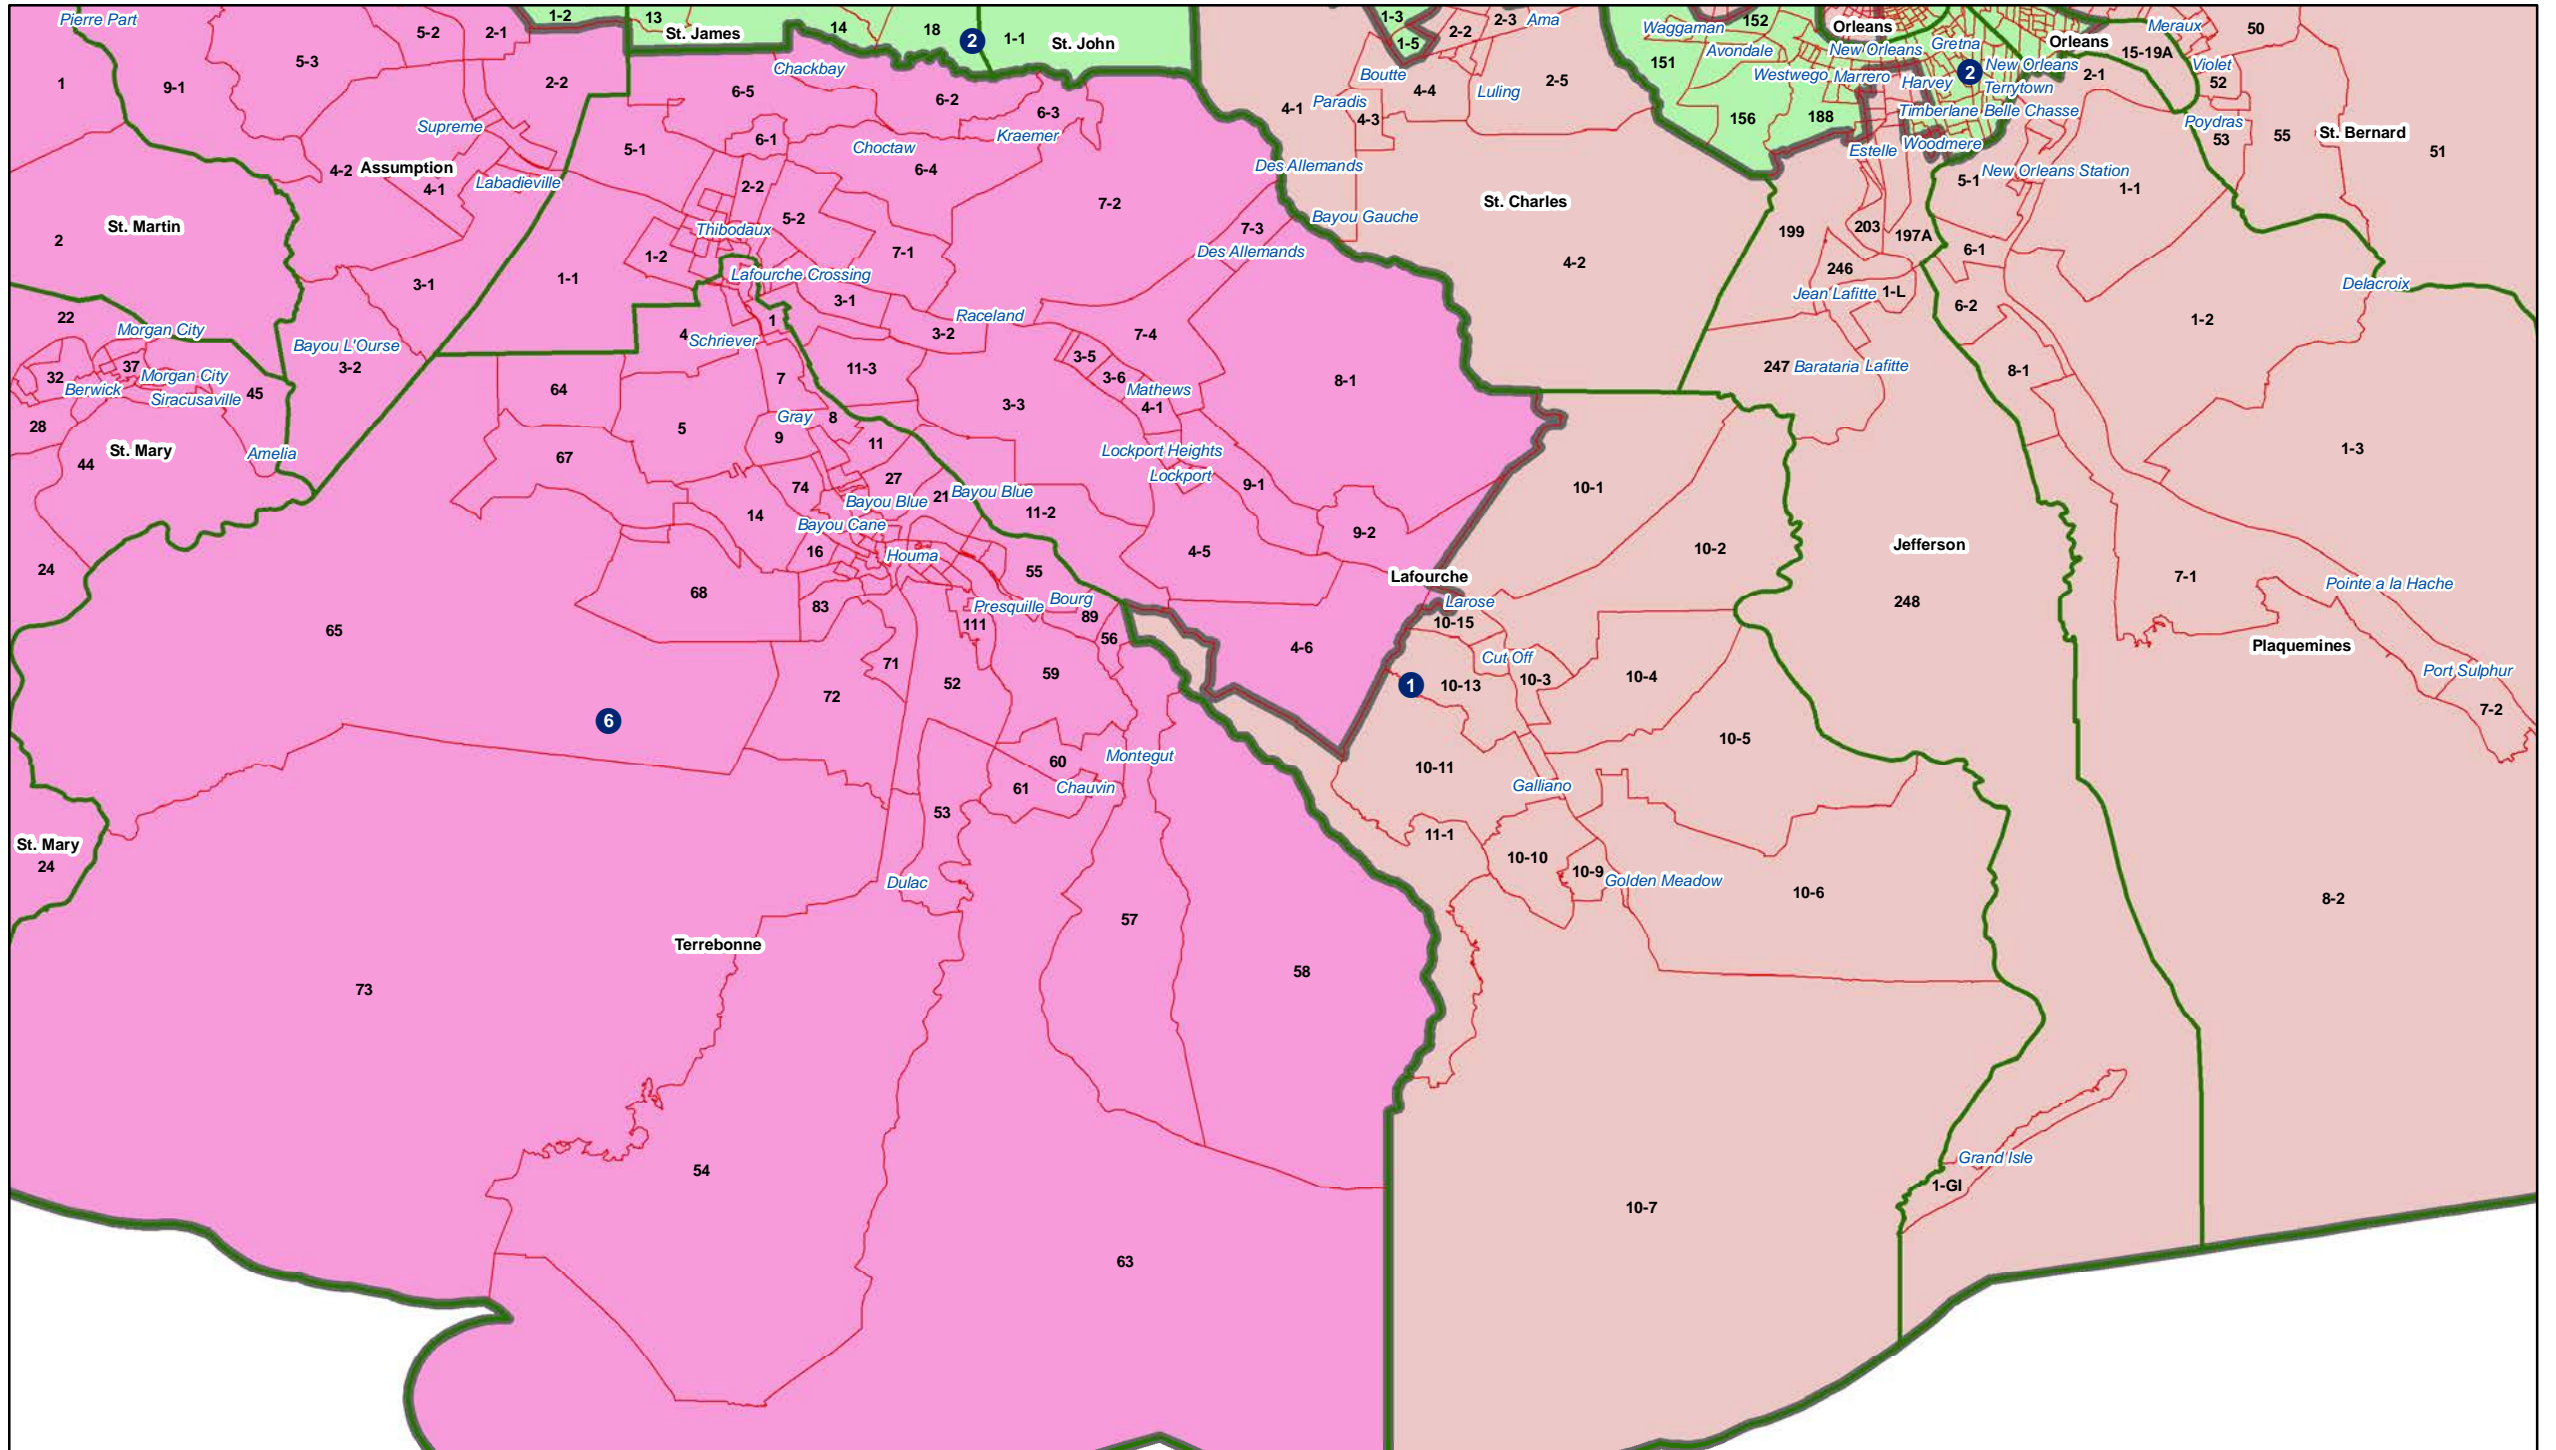 Pierre Part
1-2
13
St. James
14
18
2
1-1
St. John
1-3
2-2
2-3
Ama
1-5
Waggaman
152
Orleans
Meraux
50
5-2
2-1
5-3
1
9-1
2-2
Chackbay
6-5
6-2
6-3
Kraemer
Boutte
4-4
Luling
2-5
4-1
Paradis
4-3
Avondale
151
New Orleans
Gretna
Orleans
15-19A
Westwego
Marrero
Harvey
2
New Orleans
Terrytown
2-1
Violet
52
156
188
Timberlane
Belle Chasse
Poydras
53
55
St. Bernard
51
Supreme
5-1
6-1
Choctaw
6-4
4-2
Assumption
4-1
Labadieville
2-2
Des Allemands
Estelle
Woodmere
5-1
New Orleans Station
1-1
St. Martin
2
Thibodaux
5-2
7-2
St. Charles
Bayou Gauche
7-3
Des Allemands
199
203
197A
6-1
3-1
1-1
1-2
7-1
Lafourche Crossing
3-1
4-2
246
Jean Lafitte
1-L
6-2
Delacroix
1-2
22
Morgan City
Bayou L'Ourse
3-2
4
1
Schriever
3-2
Raceland
7-4
3-5
32
37
Morgan City
Berwick
Siracusaville
45
64
7
11-3
3-6
Mathews
4-1
8-1
247
Barataria
Lafitte
8-1
28
St. Mary
44
Amelia
5
Gray
8
9
11
3-3
Lockport Heights
Lockport
1-3
67
74
27
21
Bayou Blue
Bayou Blue
9-1
10-1
14
Bayou Cane
11-2
9-2
24
16
Houma
4-5
10-2
Jefferson
55
Lafourche
7-1
Pointe a la Hache
68
83
Presquille
Bourg
111
89
56
Larose
10-15
248
65
4-6
Plaquemines
71
59
Cut Off
10-3
10-4
Port Sulphur
72
52
1
10-13
7-2
6
Montegut
60
10-5
10-11
61
Chauvin
Galliano
53
11-1
St. Mary
24
10-10
10-9
Golden Meadow
Dulac
10-6
8-2
57
Terrebonne
58
73
Grand Isle
54
1-GI
10-7
63